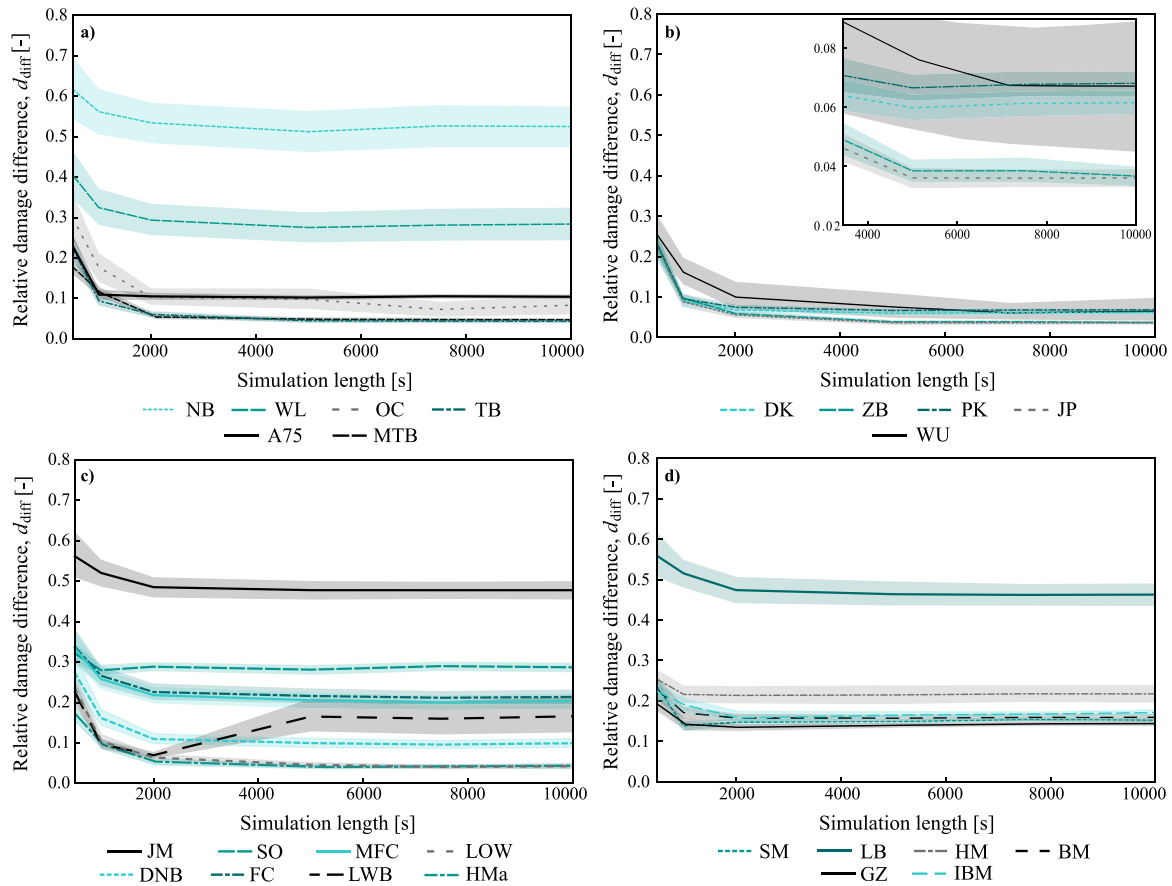 a)
Relative damage difference, d_diff [-]
0.8
0.7
0.6
0.5
0.4
0.3
0.2
0.1
0.0
2000 4000 6000 8000 10000
Simulation length [s]
NB WL OC TB
A75 MTB
b)
Relative damage difference, d_diff [-]
0.8
0.7
0.6
0.5
0.4
0.3
0.2
0.1
0.0
0.08
0.06
0.04
0.02
4000 6000 8000 10000
2000 4000 6000 8000 10000
Simulation length [s]
DK ZB PK JP
WU
c)
Relative damage difference, d_diff [-]
0.8
0.7
0.6
0.5
0.4
0.3
0.2
0.1
0.0
2000 4000 6000 8000 10000
Simulation length [s]
JM SO MFC LOW
DNB FC LWB HMa
d)
Relative damage difference, d_diff [-]
0.8
0.7
0.6
0.5
0.4
0.3
0.2
0.1
0.0
2000 4000 6000 8000 10000
Simulation length [s]
SM LB HM BM
GZ IBM